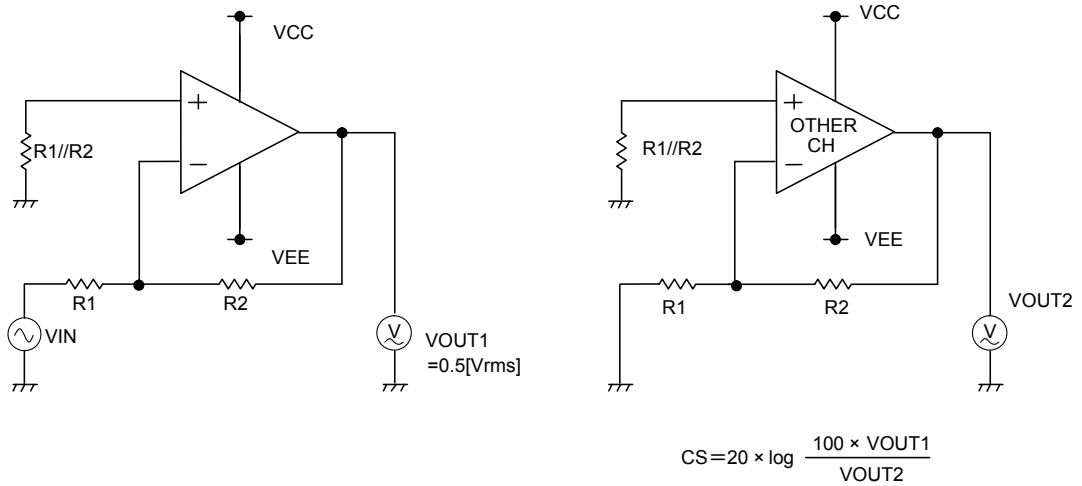 VCC
+
R1//R2
−
VEE
R1
R2
VIN
V
VOUT1
=0.5[Vrms]
VCC
+
OTHER
CH
R1//R2
−
VEE
R1
R2
VOUT2
V
CS=20 × log 100 × VOUT1
VOUT2